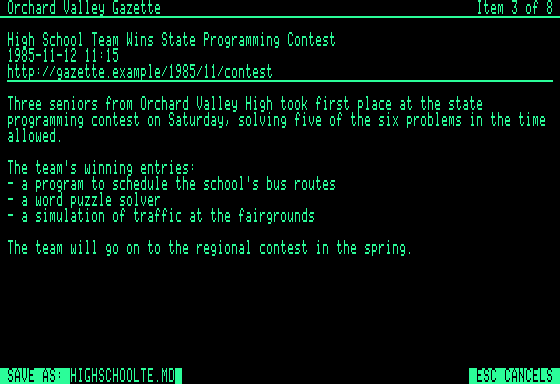 Orchard Valley Gazette Item 3 of 8
High School Team Wins State Programming Contest
1985-11-12 11:15
http://gazette.example/1985/11/contest
Three seniors from Orchard Valley High took first place at the state
programming contest on Saturday, solving five of the six problems in the time
allowed.
The team's winning entries:
- a program to schedule the school's bus routes
- a word puzzle solver
- a simulation of traffic at the fairgrounds
The team will go on to the regional contest in the spring.
SAVE AS: HIGHSCHOOLTE.MD ESC CANCELS